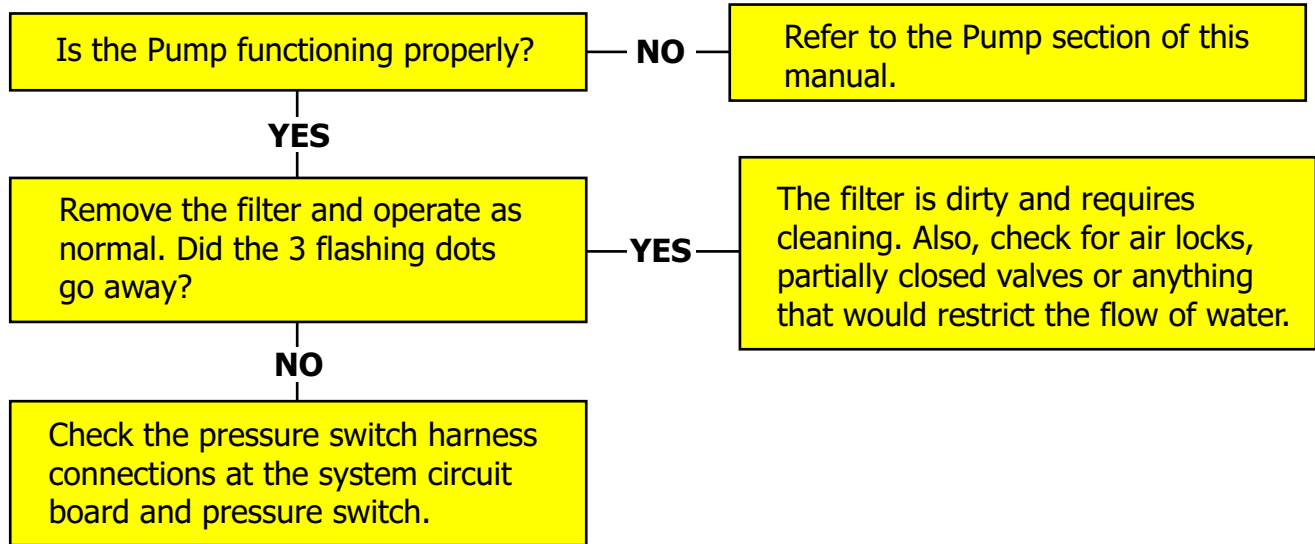 Is the Pump functioning properly?
NO
Refer to the Pump section of this
manual.
YES
Remove the filter and operate as
normal. Did the 3 flashing dots
go away?
YES
The filter is dirty and requires
cleaning. Also, check for air locks,
partially closed valves or anything
that would restrict the flow of water.
NO
Check the pressure switch harness
connections at the system circuit
board and pressure switch.